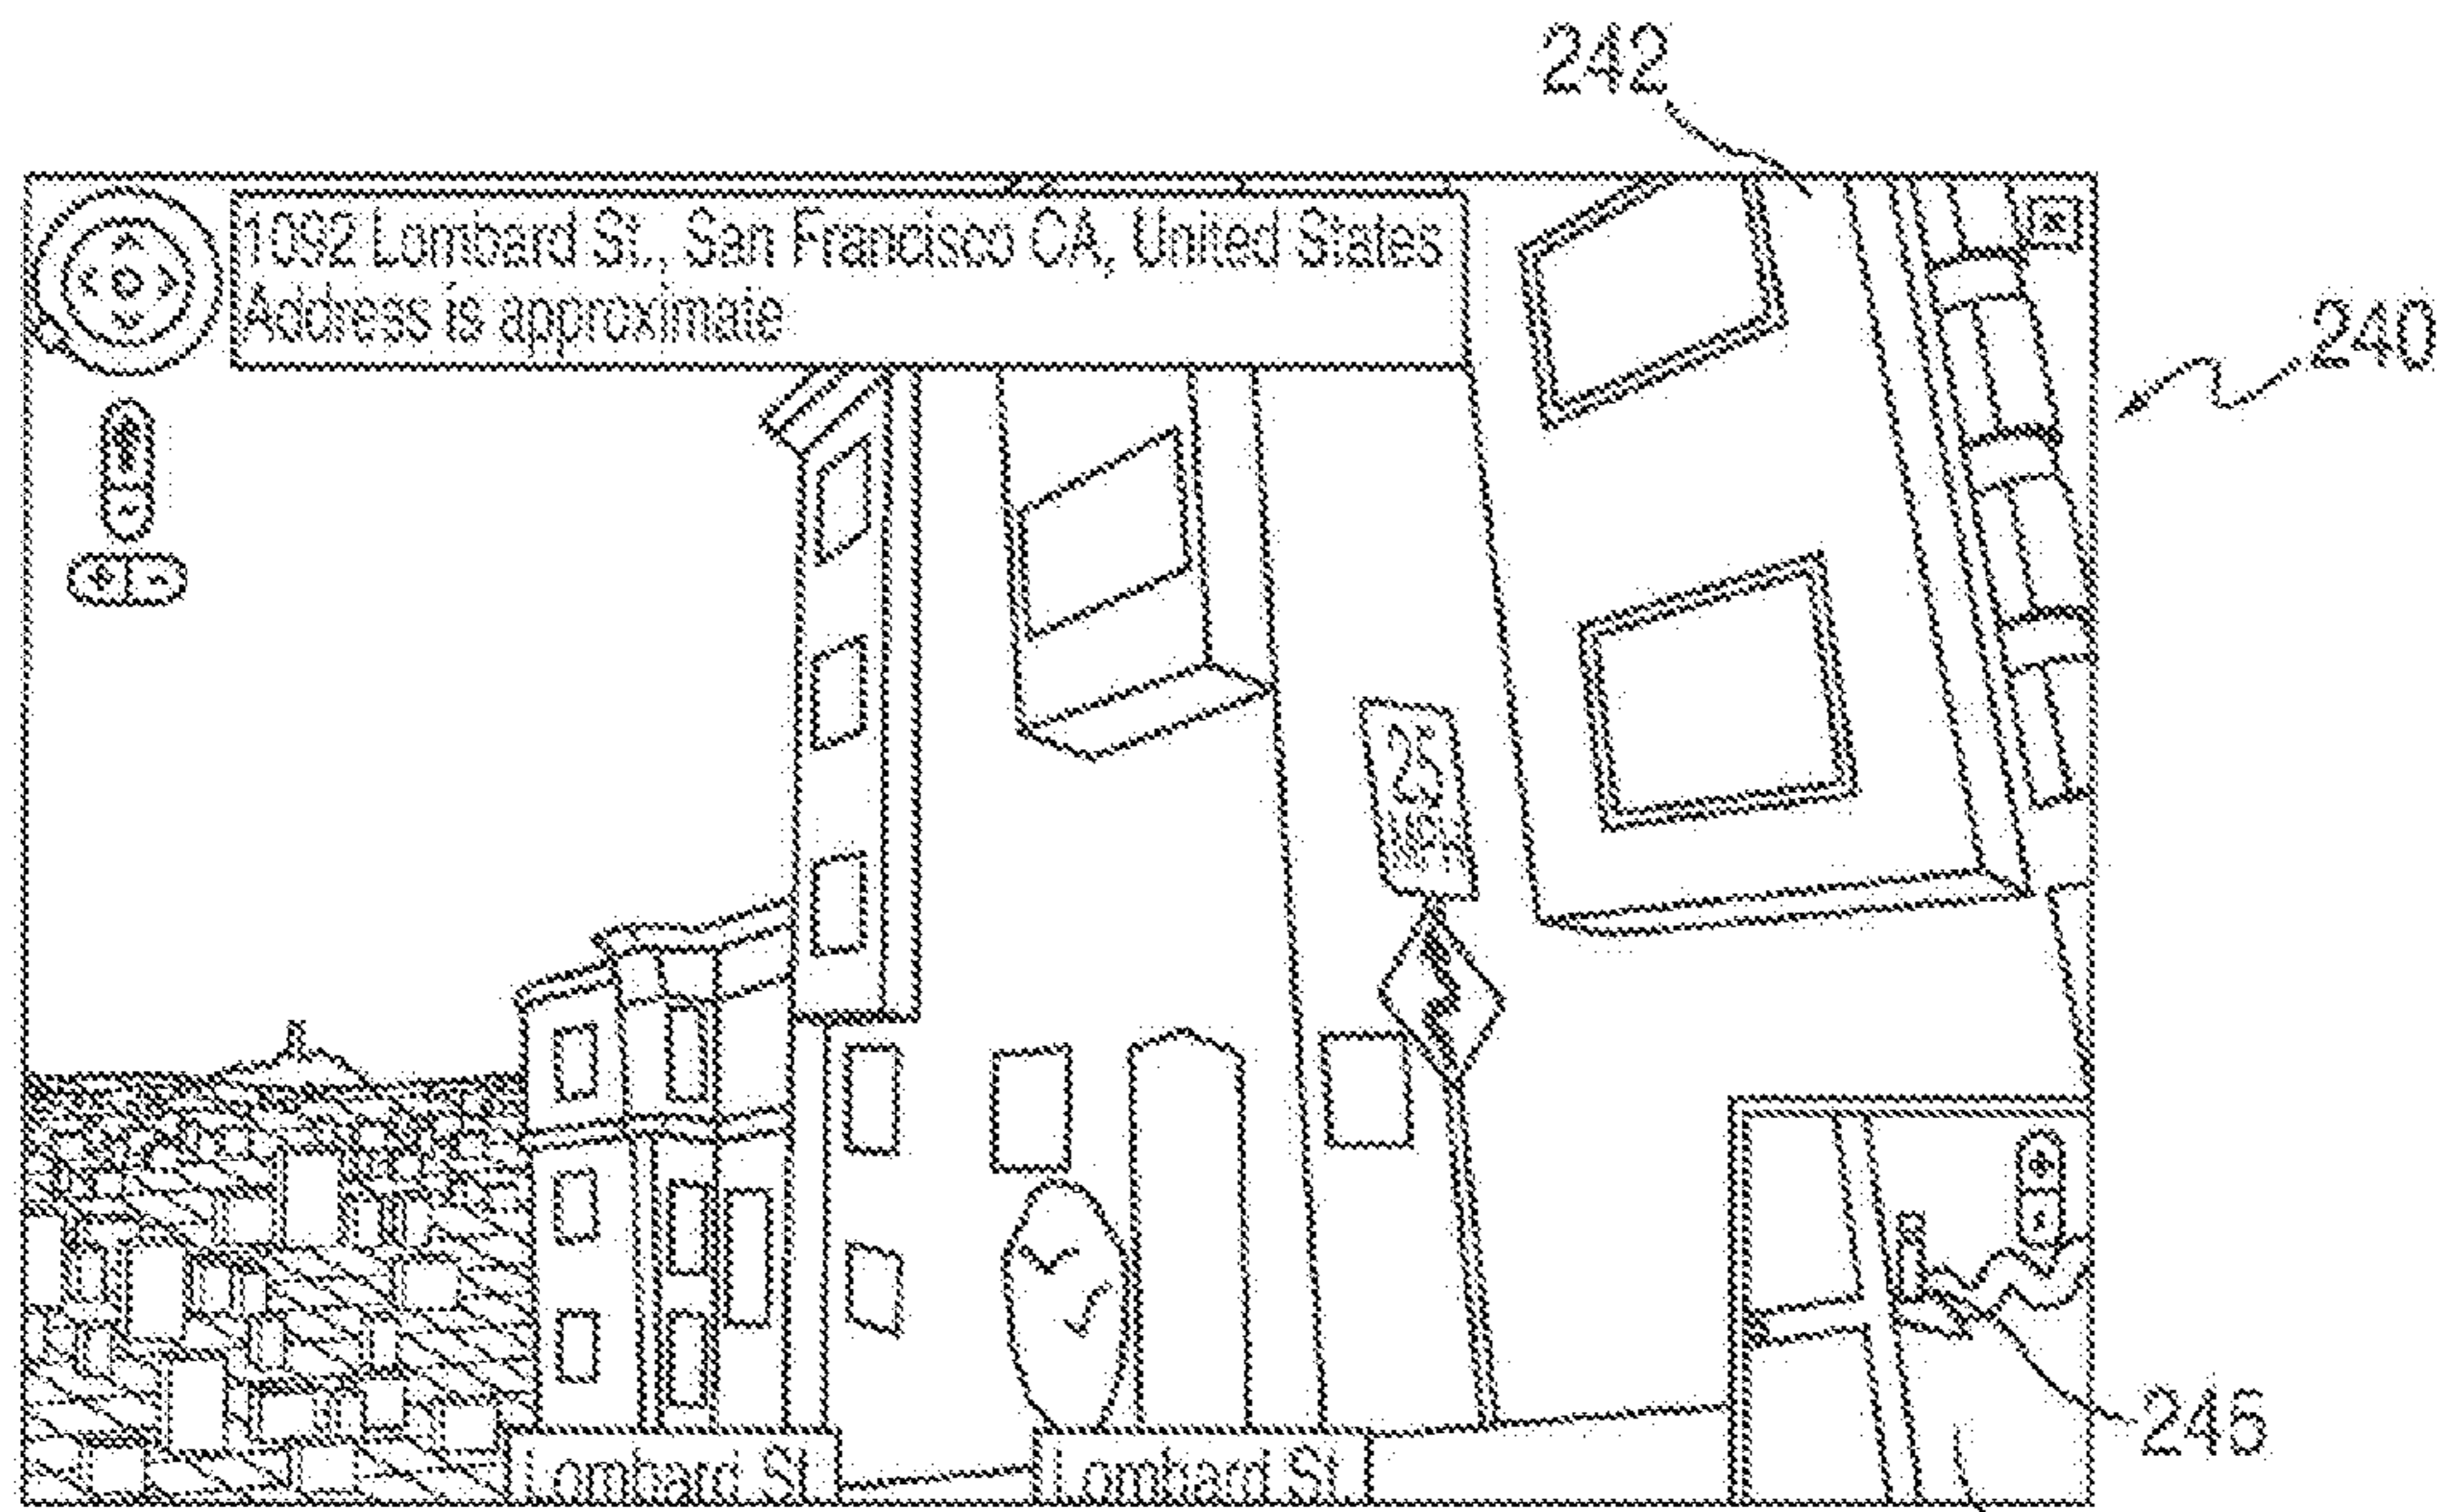 242
1092 Lombard St., San Francisco CA, United States
Address is approximate
240
25
246
Lombard St
Lombard St